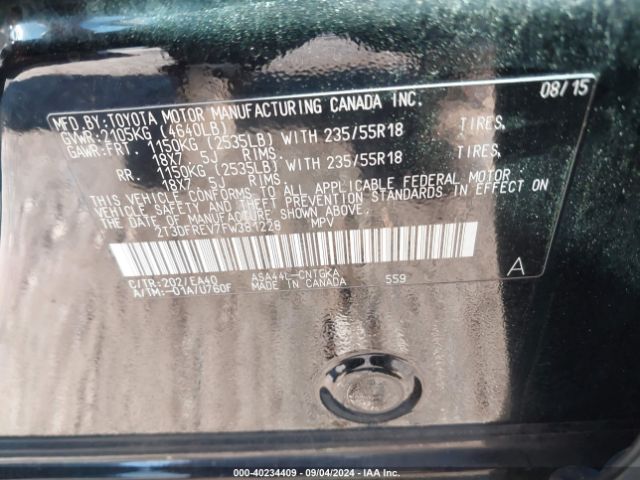 MFD. BY:TOYOTA MOTOR MANUFACTURING CANADA INC. 08/15
GVWR:2105KG (4640LB)
GAWR:FRT. 1150KG (2535LB) WITH 235/55R18 TIRES,
18X7. 5J RIMS.
RR. 1150KG (2535LB) WITH 235/55R18 TIRES,
18X7. 5J RIMS.
THIS VEHICLE CONFORMS TO ALL APPLICABLE FEDERAL MOTOR
VEHICLE SAFETY AND THEFT PREVENTION STANDARDS IN EFFECT ON
THE DATE OF MANUFACTURE SHOWN ABOVE.
2T3DFREV7FW381228 MPV
C/TR:202/EA40 ASA44L-CNTGKA 559 A
A/TM:-01A/U760F MADE IN CANADA
000-40234409 - 09/04/2024 - IAA Inc.